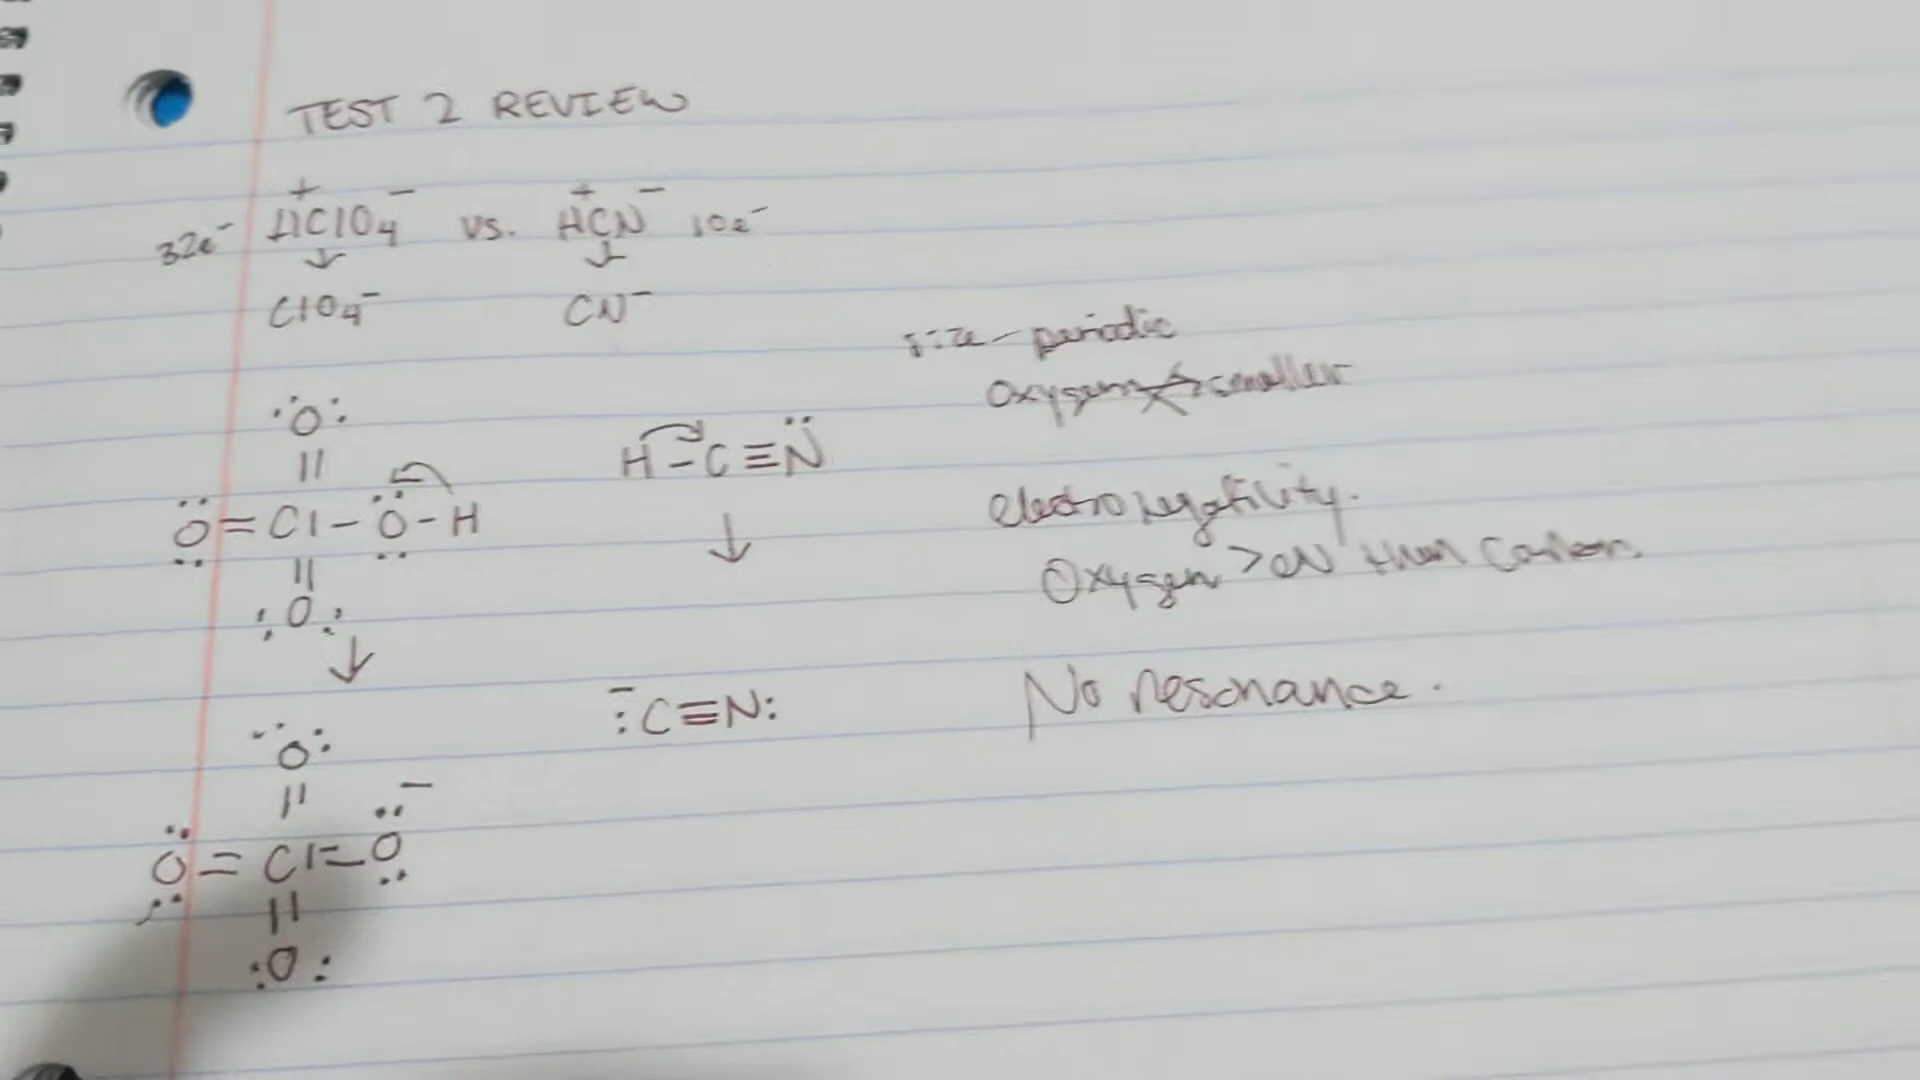 TEST 2 REVIEW
+ − + −
32e⁻ HClO₄ vs. HCN 10e⁻
↓ ↓
ClO₄⁻ CN⁻
size - periodic
Oxygen smaller
:O:
||
H-C≡N
O=Cl-O-H
||
:O:
↓ ↓
electronegativity.
Oxygen > EN than Carbon.
−
:C≡N:
No resonance.
:O:
||
−
O=Cl=O
||
:O: